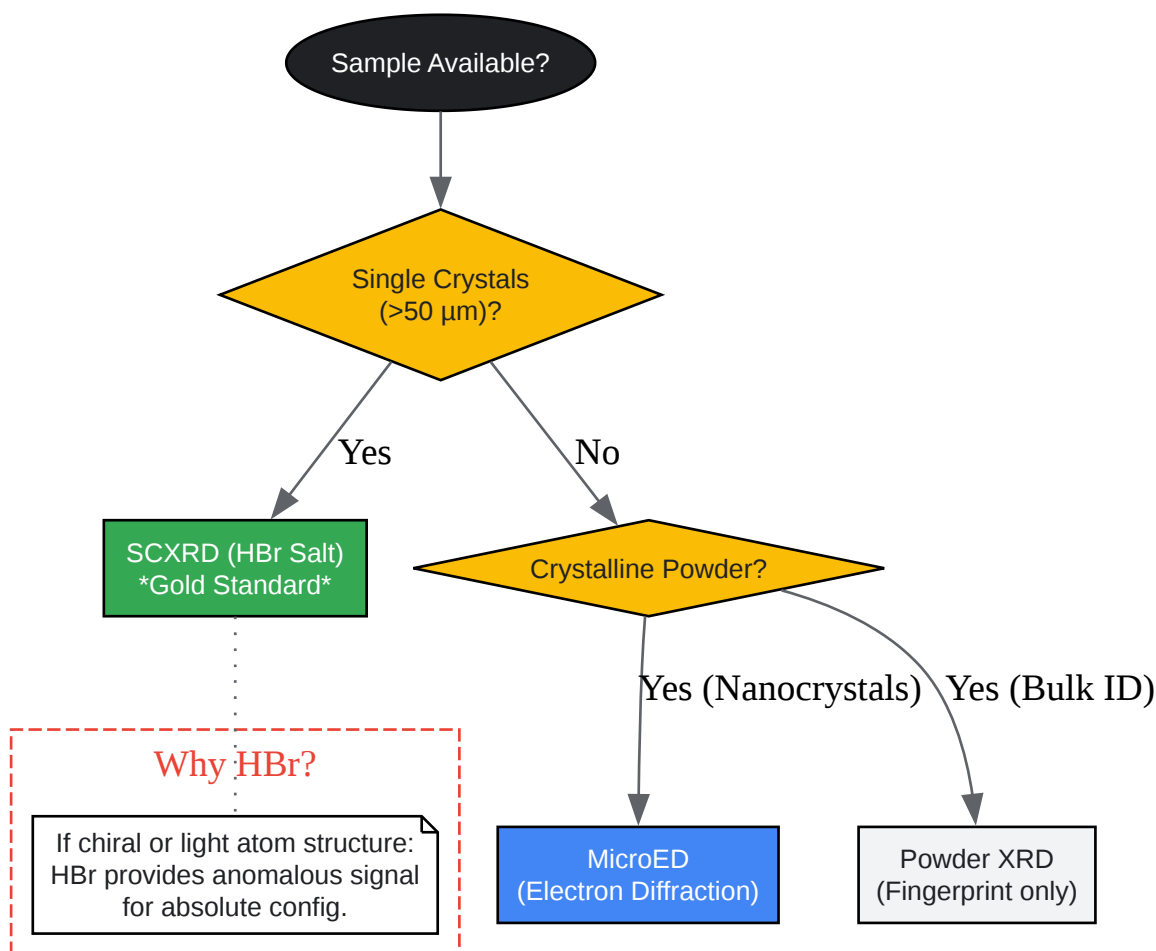 Sample Available?
Single Crystals
(>50 µm)?
Yes
No
SCXRD (HBr Salt)
*Gold Standard*
Crystalline Powder?
Yes (Nanocrystals)
Yes (Bulk ID)
Why HBr?
If chiral or light atom structure:
HBr provides anomalous signal
for absolute config.
MicroED
(Electron Diffraction)
Powder XRD
(Fingerprint only)